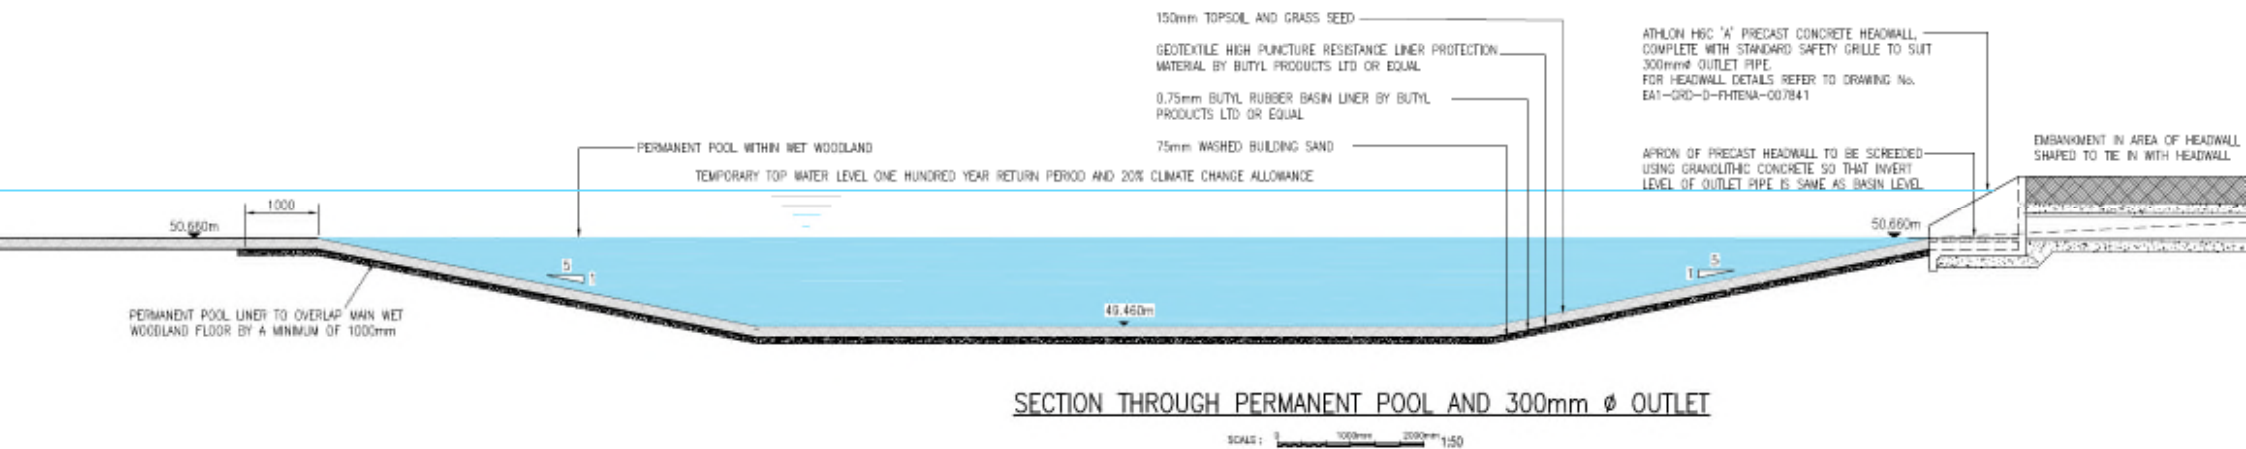 150mm TOPSOIL AND GRASS SEED
GEOTEXTILE HIGH PUNCTURE RESISTANCE LINER PROTECTION
MATERIAL BY BUTYL PRODUCTS LTD OR EQUAL
0.75mm BUTYL RUBBER BASIN LINER BY BUTYL
PRODUCTS LTD OR EQUAL
75mm WASHED BUILDING SAND
ATHLON H6C 'A' PRECAST CONCRETE HEADWALL,
COMPLETE WITH STANDARD SAFETY GRILLE TO SUIT
300mmø OUTLET PIPE.
FOR HEADWALL DETAILS REFER TO DRAWING No.
EA1-GRD-D-FHTENA-007841
APRON OF PRECAST HEADWALL TO BE SCREEDED
USING GRANOLITHIC CONCRETE SO THAT INVERT
LEVEL OF OUTLET PIPE IS SAME AS BASIN LEVEL
EMBANKMENT IN AREA OF HEADWALL
SHAPED TO TIE IN WITH HEADWALL
PERMANENT POOL WITHIN WET WOODLAND
TEMPORARY TOP WATER LEVEL ONE HUNDRED YEAR RETURN PERIOD AND 20% CLIMATE CHANGE ALLOWANCE
1000
50.660m
50.660m
5
1
5
1
49.460m
PERMANENT POOL LINER TO OVERLAP MAIN WET
WOODLAND FLOOR BY A MINIMUM OF 1000mm
SECTION THROUGH PERMANENT POOL AND 300mm ø OUTLET
SCALE: 0 1000mm 2000mm 1:50